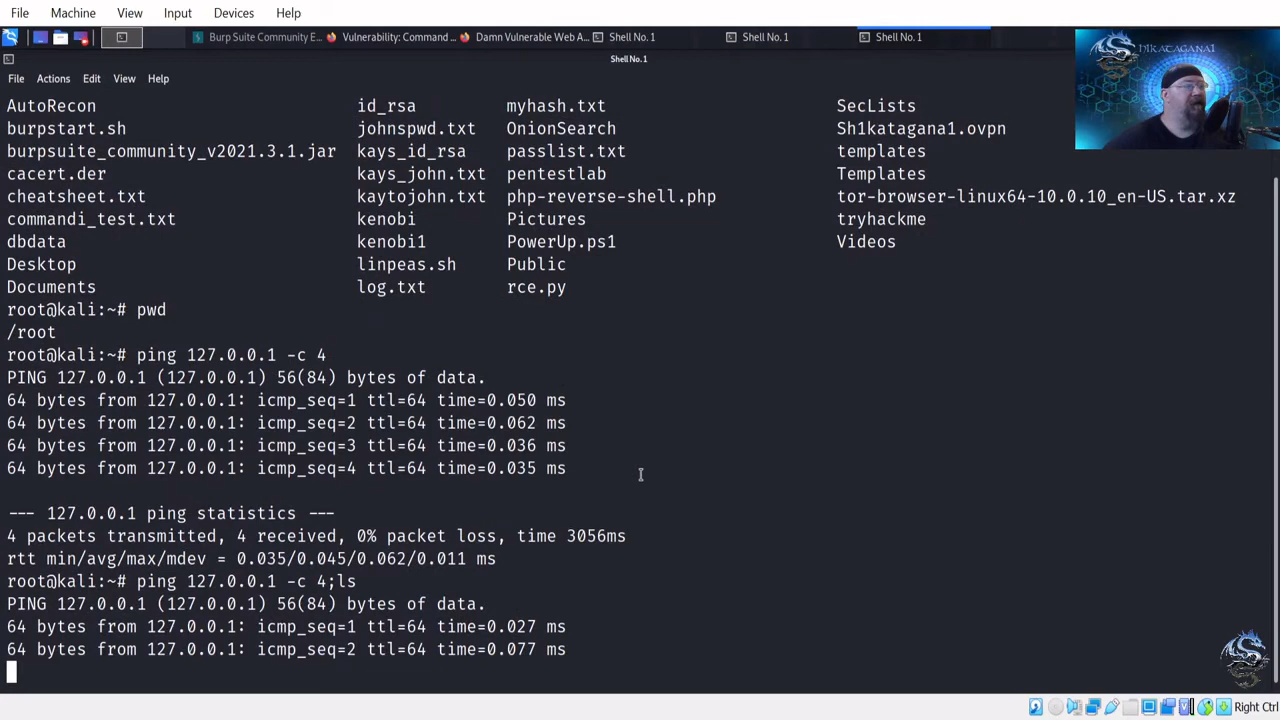 File Machine View Input Devices Help
Burp Suite Community E... Vulnerability: Command ... Damn Vulnerable Web A... Shell No. 1 Shell No. 1 Shell No. 1
Shell No. 1
SH1KATAGANA1
File Actions Edit View Help
AutoRecon id_rsa myhash.txt SecLists
burpstart.sh johnspwd.txt OnionSearch Sh1katagana1.ovpn
burpsuite_community_v2021.3.1.jar kays_id_rsa passlist.txt templates
cacert.der kays_john.txt pentestlab Templates
cheatsheet.txt kaytojohn.txt php-reverse-shell.php tor-browser-linux64-10.0.10_en-US.tar.xz
commandi_test.txt kenobi Pictures tryhackme
dbdata kenobi1 PowerUp.ps1 Videos
Desktop linpeas.sh Public
Documents log.txt rce.py
root@kali:~# pwd
/root
root@kali:~# ping 127.0.0.1 -c 4
PING 127.0.0.1 (127.0.0.1) 56(84) bytes of data.
64 bytes from 127.0.0.1: icmp_seq=1 ttl=64 time=0.050 ms
64 bytes from 127.0.0.1: icmp_seq=2 ttl=64 time=0.062 ms
64 bytes from 127.0.0.1: icmp_seq=3 ttl=64 time=0.036 ms
64 bytes from 127.0.0.1: icmp_seq=4 ttl=64 time=0.035 ms
--- 127.0.0.1 ping statistics ---
4 packets transmitted, 4 received, 0% packet loss, time 3056ms
rtt min/avg/max/mdev = 0.035/0.045/0.062/0.011 ms
root@kali:~# ping 127.0.0.1 -c 4;ls
PING 127.0.0.1 (127.0.0.1) 56(84) bytes of data.
64 bytes from 127.0.0.1: icmp_seq=1 ttl=64 time=0.027 ms
64 bytes from 127.0.0.1: icmp_seq=2 ttl=64 time=0.077 ms
Right Ctrl